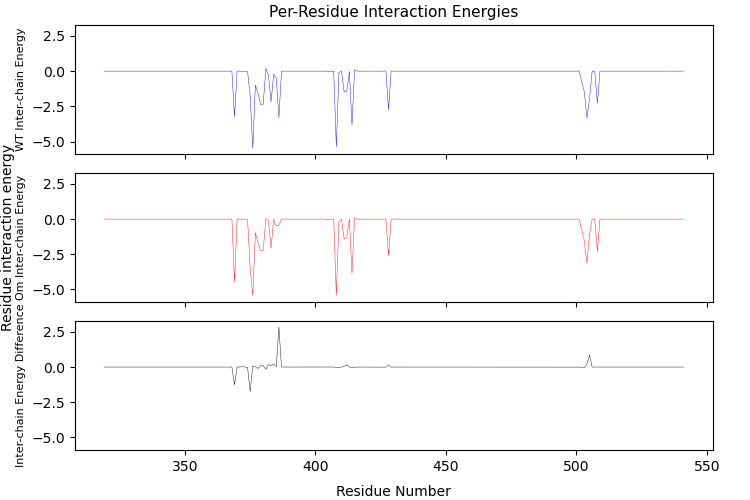 Per-Residue Interaction Energies
Residue interaction energy
WT Inter-chain Energy
2.5
0.0
−2.5
−5.0
Om Inter-chain Energy
2.5
0.0
−2.5
−5.0
Inter-chain Energy Difference
2.5
0.0
−2.5
−5.0
350
400
450
500
550
Residue Number